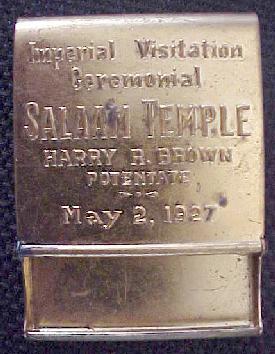 Imperial Visitation
Ceremonial
SALAAM TEMPLE
HARRY R. BROWN
POTENTATE
May 2, 1927